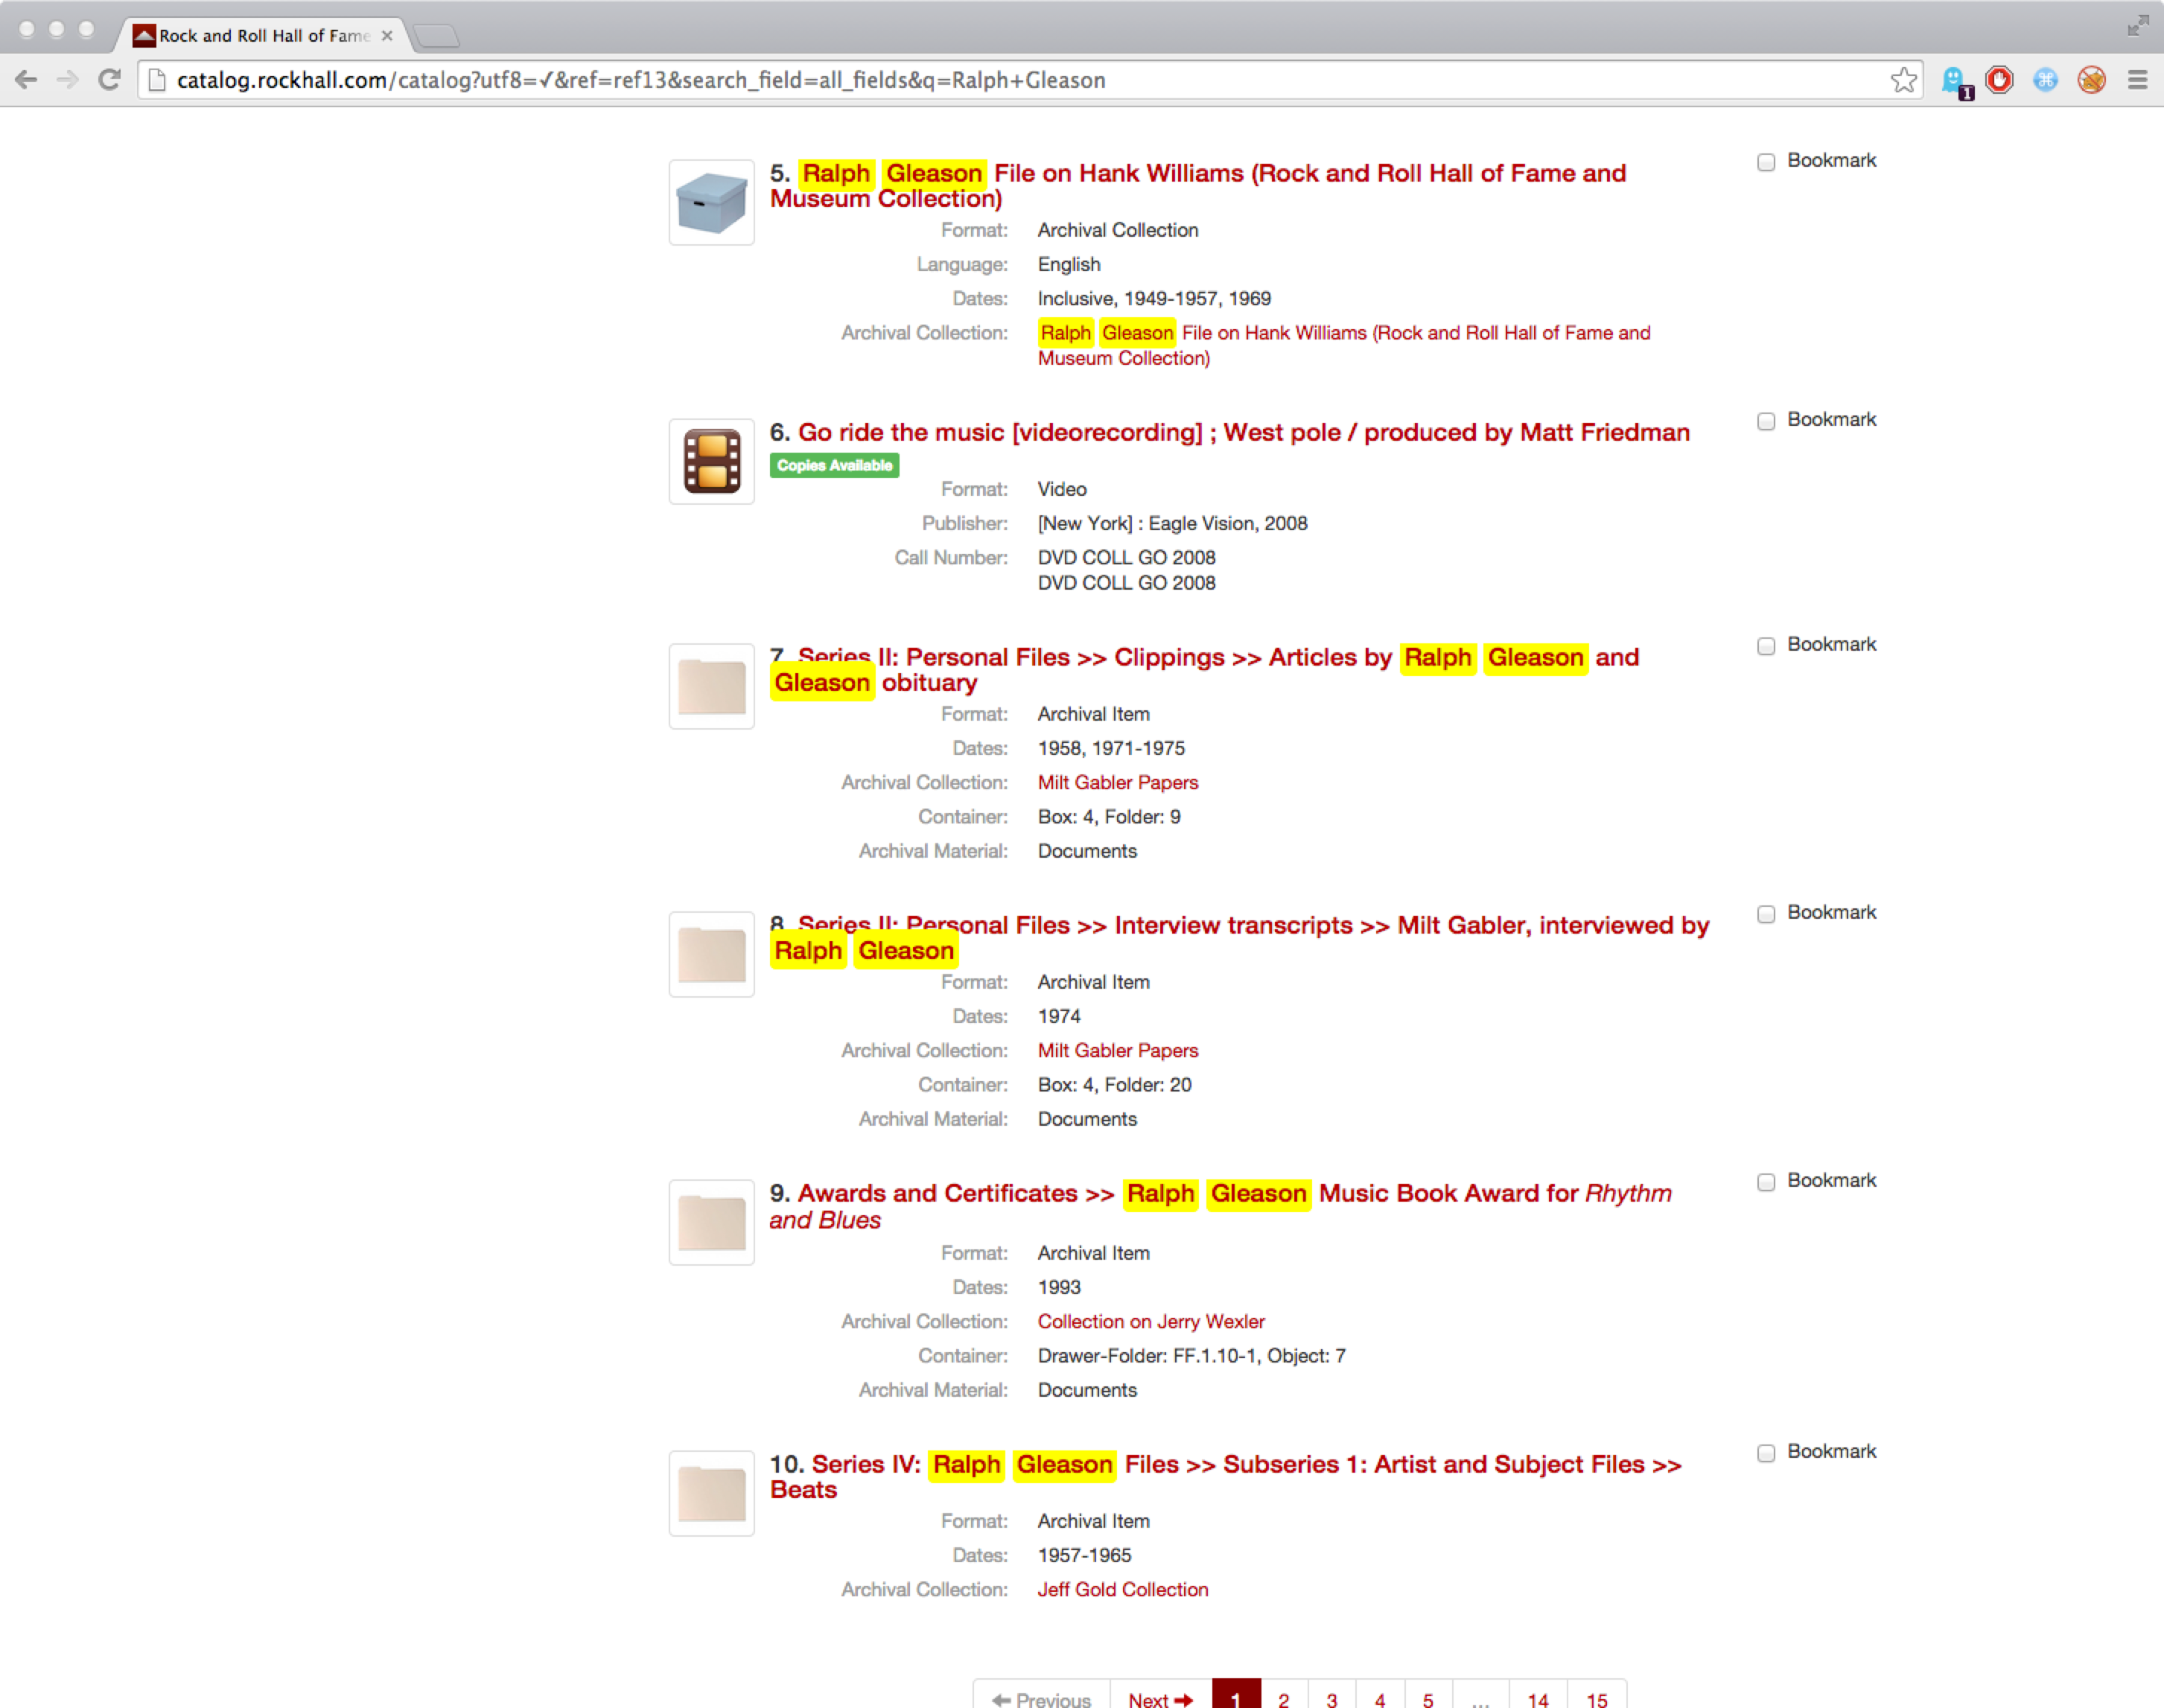 Rock and Roll Hall of Fame
catalog.rockhall.com/catalog?utf8=✓&ref=ref13&search_field=all_fields&q=Ralph+Gleason
1
5. Ralph Gleason File on Hank Williams (Rock and Roll Hall of Fame and
Museum Collection)
Bookmark
Format: Archival Collection
Language: English
Dates: Inclusive, 1949-1957, 1969
Archival Collection: Ralph Gleason File on Hank Williams (Rock and Roll Hall of Fame and
Museum Collection)
6. Go ride the music [videorecording] ; West pole / produced by Matt Friedman
Bookmark
Copies Available
Format: Video
Publisher: [New York] : Eagle Vision, 2008
Call Number: DVD COLL GO 2008
DVD COLL GO 2008
7. Series II: Personal Files >> Clippings >> Articles by Ralph Gleason and
Gleason obituary
Bookmark
Format: Archival Item
Dates: 1958, 1971-1975
Archival Collection: Milt Gabler Papers
Container: Box: 4, Folder: 9
Archival Material: Documents
8. Series II: Personal Files >> Interview transcripts >> Milt Gabler, interviewed by
Ralph Gleason
Bookmark
Format: Archival Item
Dates: 1974
Archival Collection: Milt Gabler Papers
Container: Box: 4, Folder: 20
Archival Material: Documents
9. Awards and Certificates >> Ralph Gleason Music Book Award for Rhythm
and Blues
Bookmark
Format: Archival Item
Dates: 1993
Archival Collection: Collection on Jerry Wexler
Container: Drawer-Folder: FF.1.10-1, Object: 7
Archival Material: Documents
10. Series IV: Ralph Gleason Files >> Subseries 1: Artist and Subject Files >>
Beats
Bookmark
Format: Archival Item
Dates: 1957-1965
Archival Collection: Jeff Gold Collection
← Previous Next → 1 2 3 4 5 ... 14 15